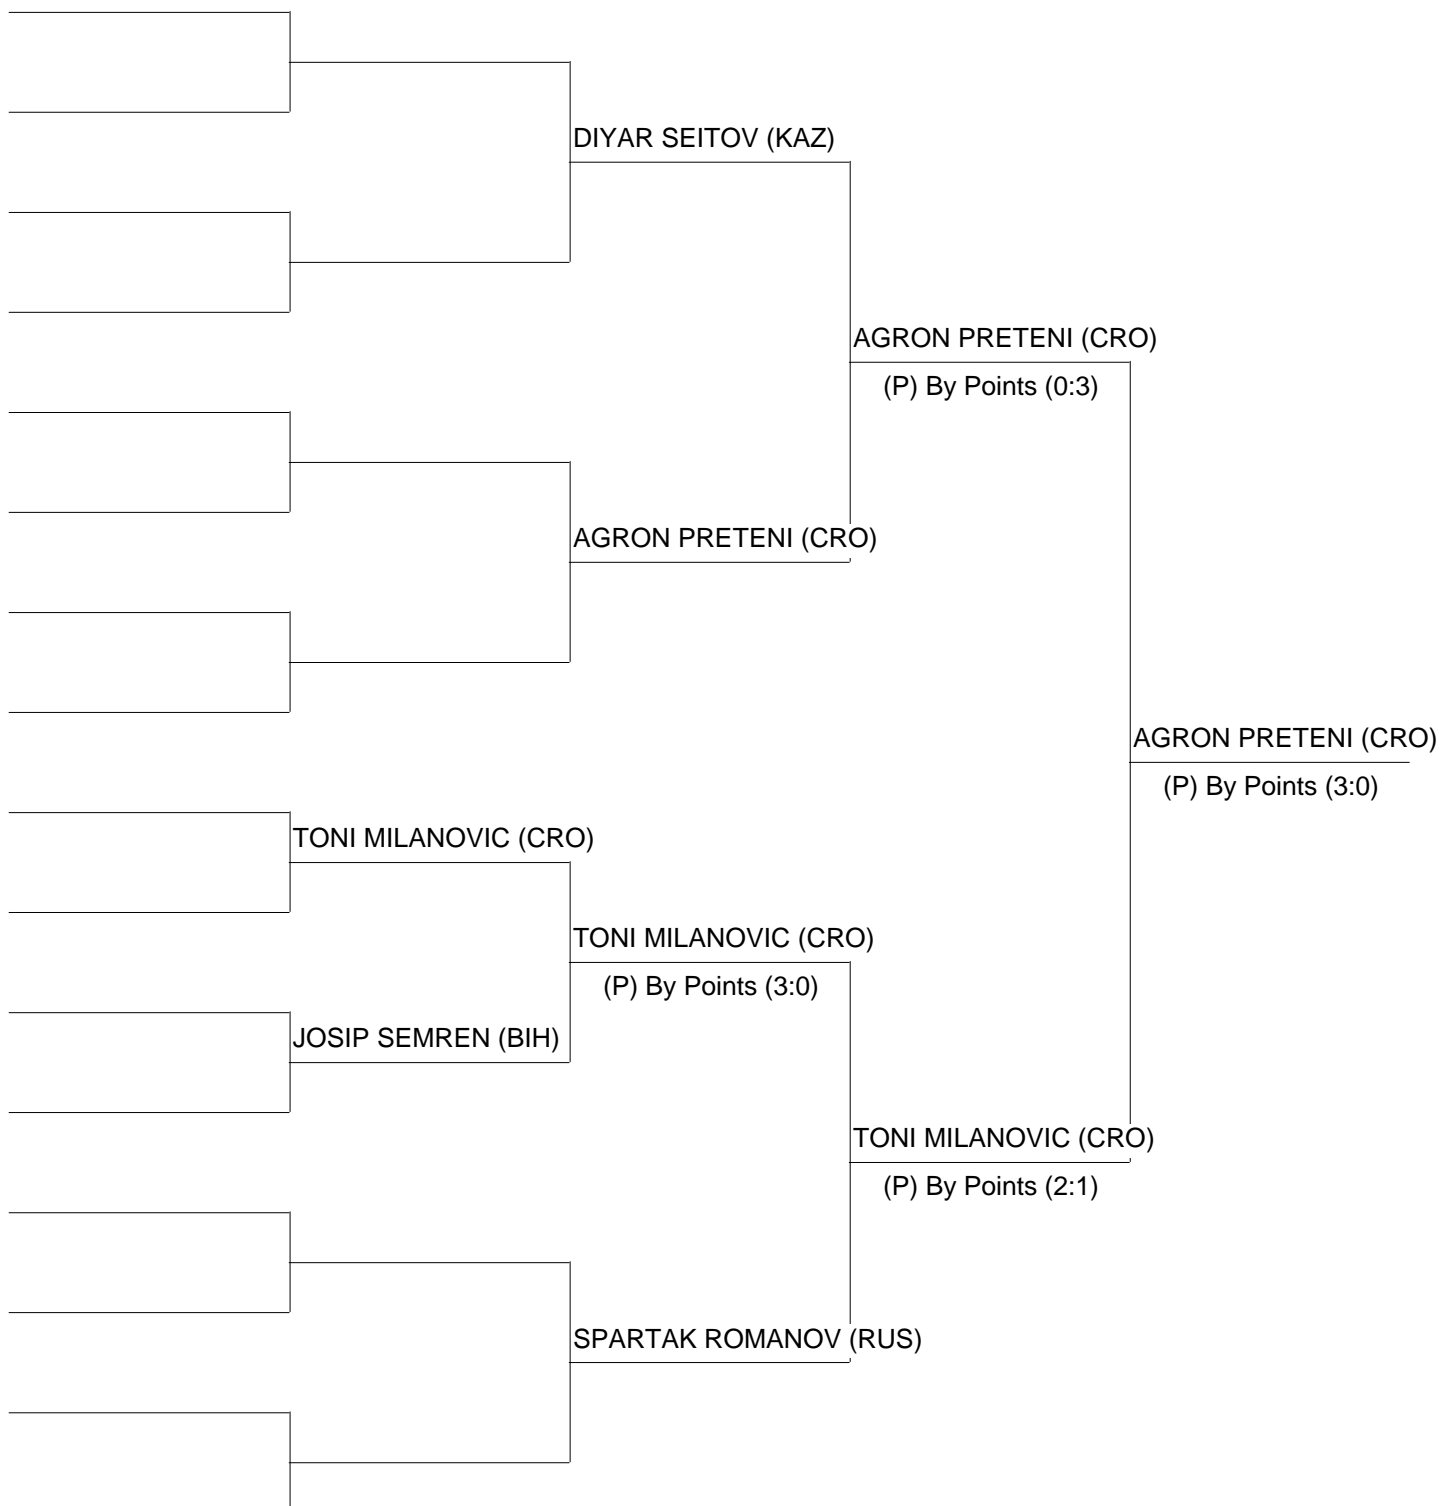 DIYAR SEITOV (KAZ)
AGRON PRETENI (CRO)
(P) By Points (0:3)
AGRON PRETENI (CRO)
AGRON PRETENI (CRO)
(P) By Points (3:0)
TONI MILANOVIC (CRO)
TONI MILANOVIC (CRO)
(P) By Points (3:0)
JOSIP SEMREN (BIH)
TONI MILANOVIC (CRO)
(P) By Points (2:1)
SPARTAK ROMANOV (RUS)